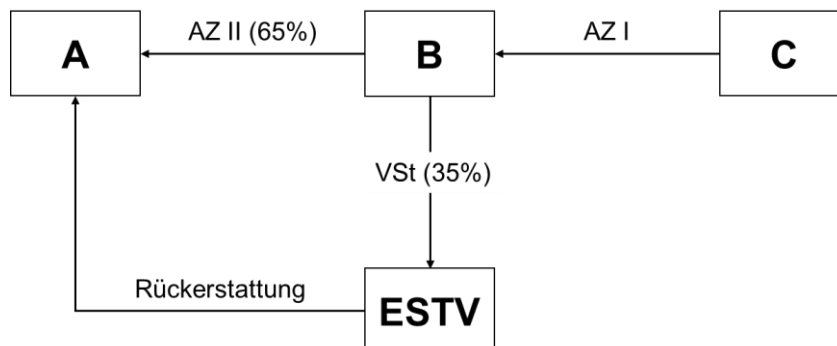 A
AZ II (65%)
B
AZ I
C
VSt (35%)
Rückerstattung
ESTV